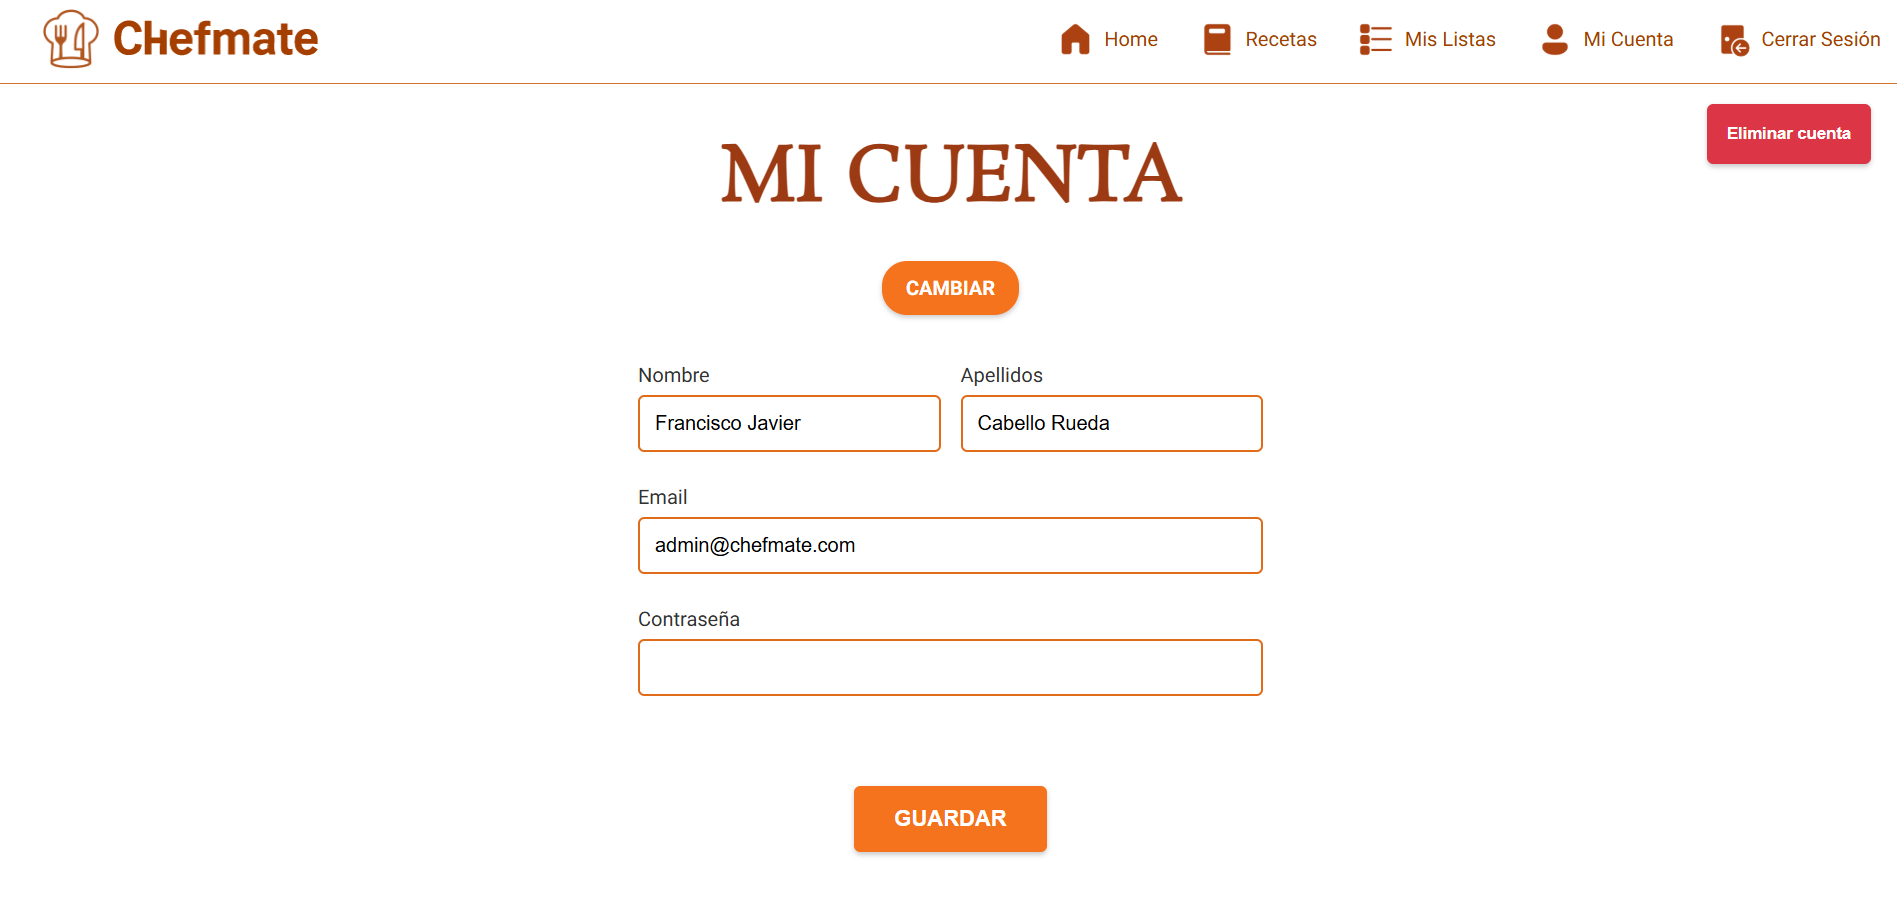 CHefmate
Home
Recetas
Mis Listas
Mi Cuenta
Cerrar Sesión
Eliminar cuenta
MI CUENTA
CAMBIAR
Nombre
Apellidos
Francisco Javier
Cabello Rueda
Email
admin@chefmate.com
Contraseña
GUARDAR